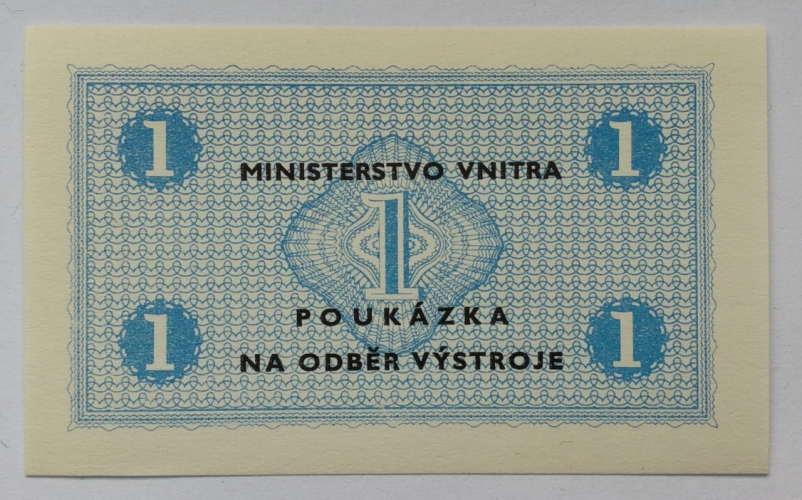 1 1
MINISTERSTVO VNITRA
1
POUKÁZKA
1 1
NA ODBĚR VÝSTROJE